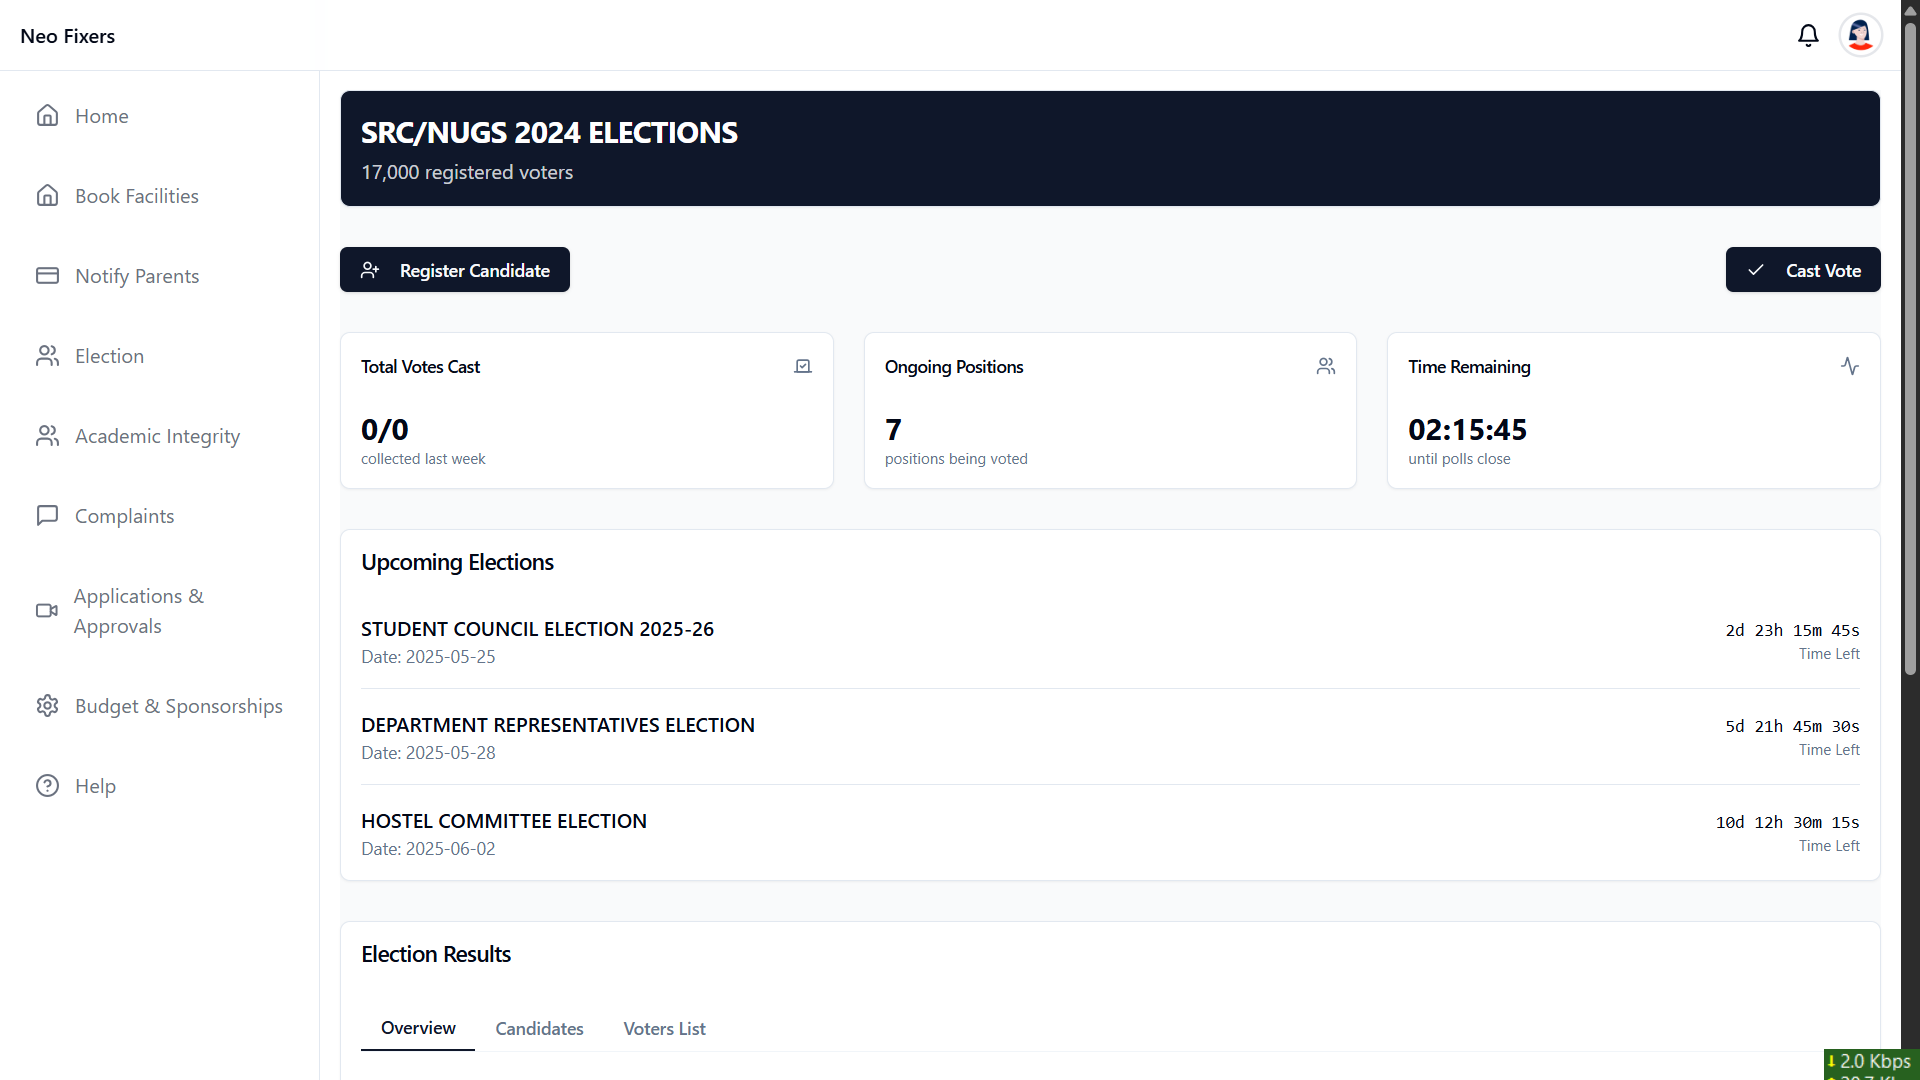 Neo Fixers
Home
Book Facilities
Notify Parents
Election
Academic Integrity
Complaints
Applications &
Approvals
Budget & Sponsorships
Help
SRC/NUGS 2024 ELECTIONS
17,000 registered voters
Register Candidate
Cast Vote
Total Votes Cast
0/0
collected last week
Ongoing Positions
7
positions being voted
Time Remaining
02:15:45
until polls close
Upcoming Elections
STUDENT COUNCIL ELECTION 2025-26
Date: 2025-05-25
2d 23h 15m 45s
Time Left
DEPARTMENT REPRESENTATIVES ELECTION
Date: 2025-05-28
5d 21h 45m 30s
Time Left
HOSTEL COMMITTEE ELECTION
Date: 2025-06-02
10d 12h 30m 15s
Time Left
Election Results
Overview
Candidates
Voters List
2.0 Kbps